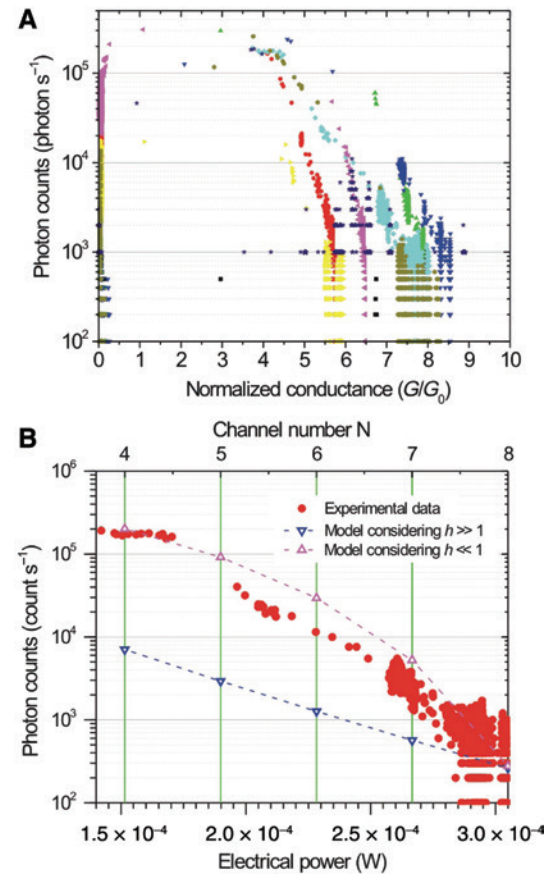 A
Photon counts (photon s⁻¹)
10⁵
10⁴
10³
10²
0 1 2 3 4 5 6 7 8 9 10
Normalized conductance (G/G₀)
B
Channel number N
4 5 6 7 8
Photon counts (count s⁻¹)
10⁶
10⁵
10⁴
10³
10²
Experimental data
Model considering h >> 1
Model considering h << 1
1.5 × 10⁻⁴ 2.0 × 10⁻⁴ 2.5 × 10⁻⁴ 3.0 × 10⁻⁴
Electrical power (W)